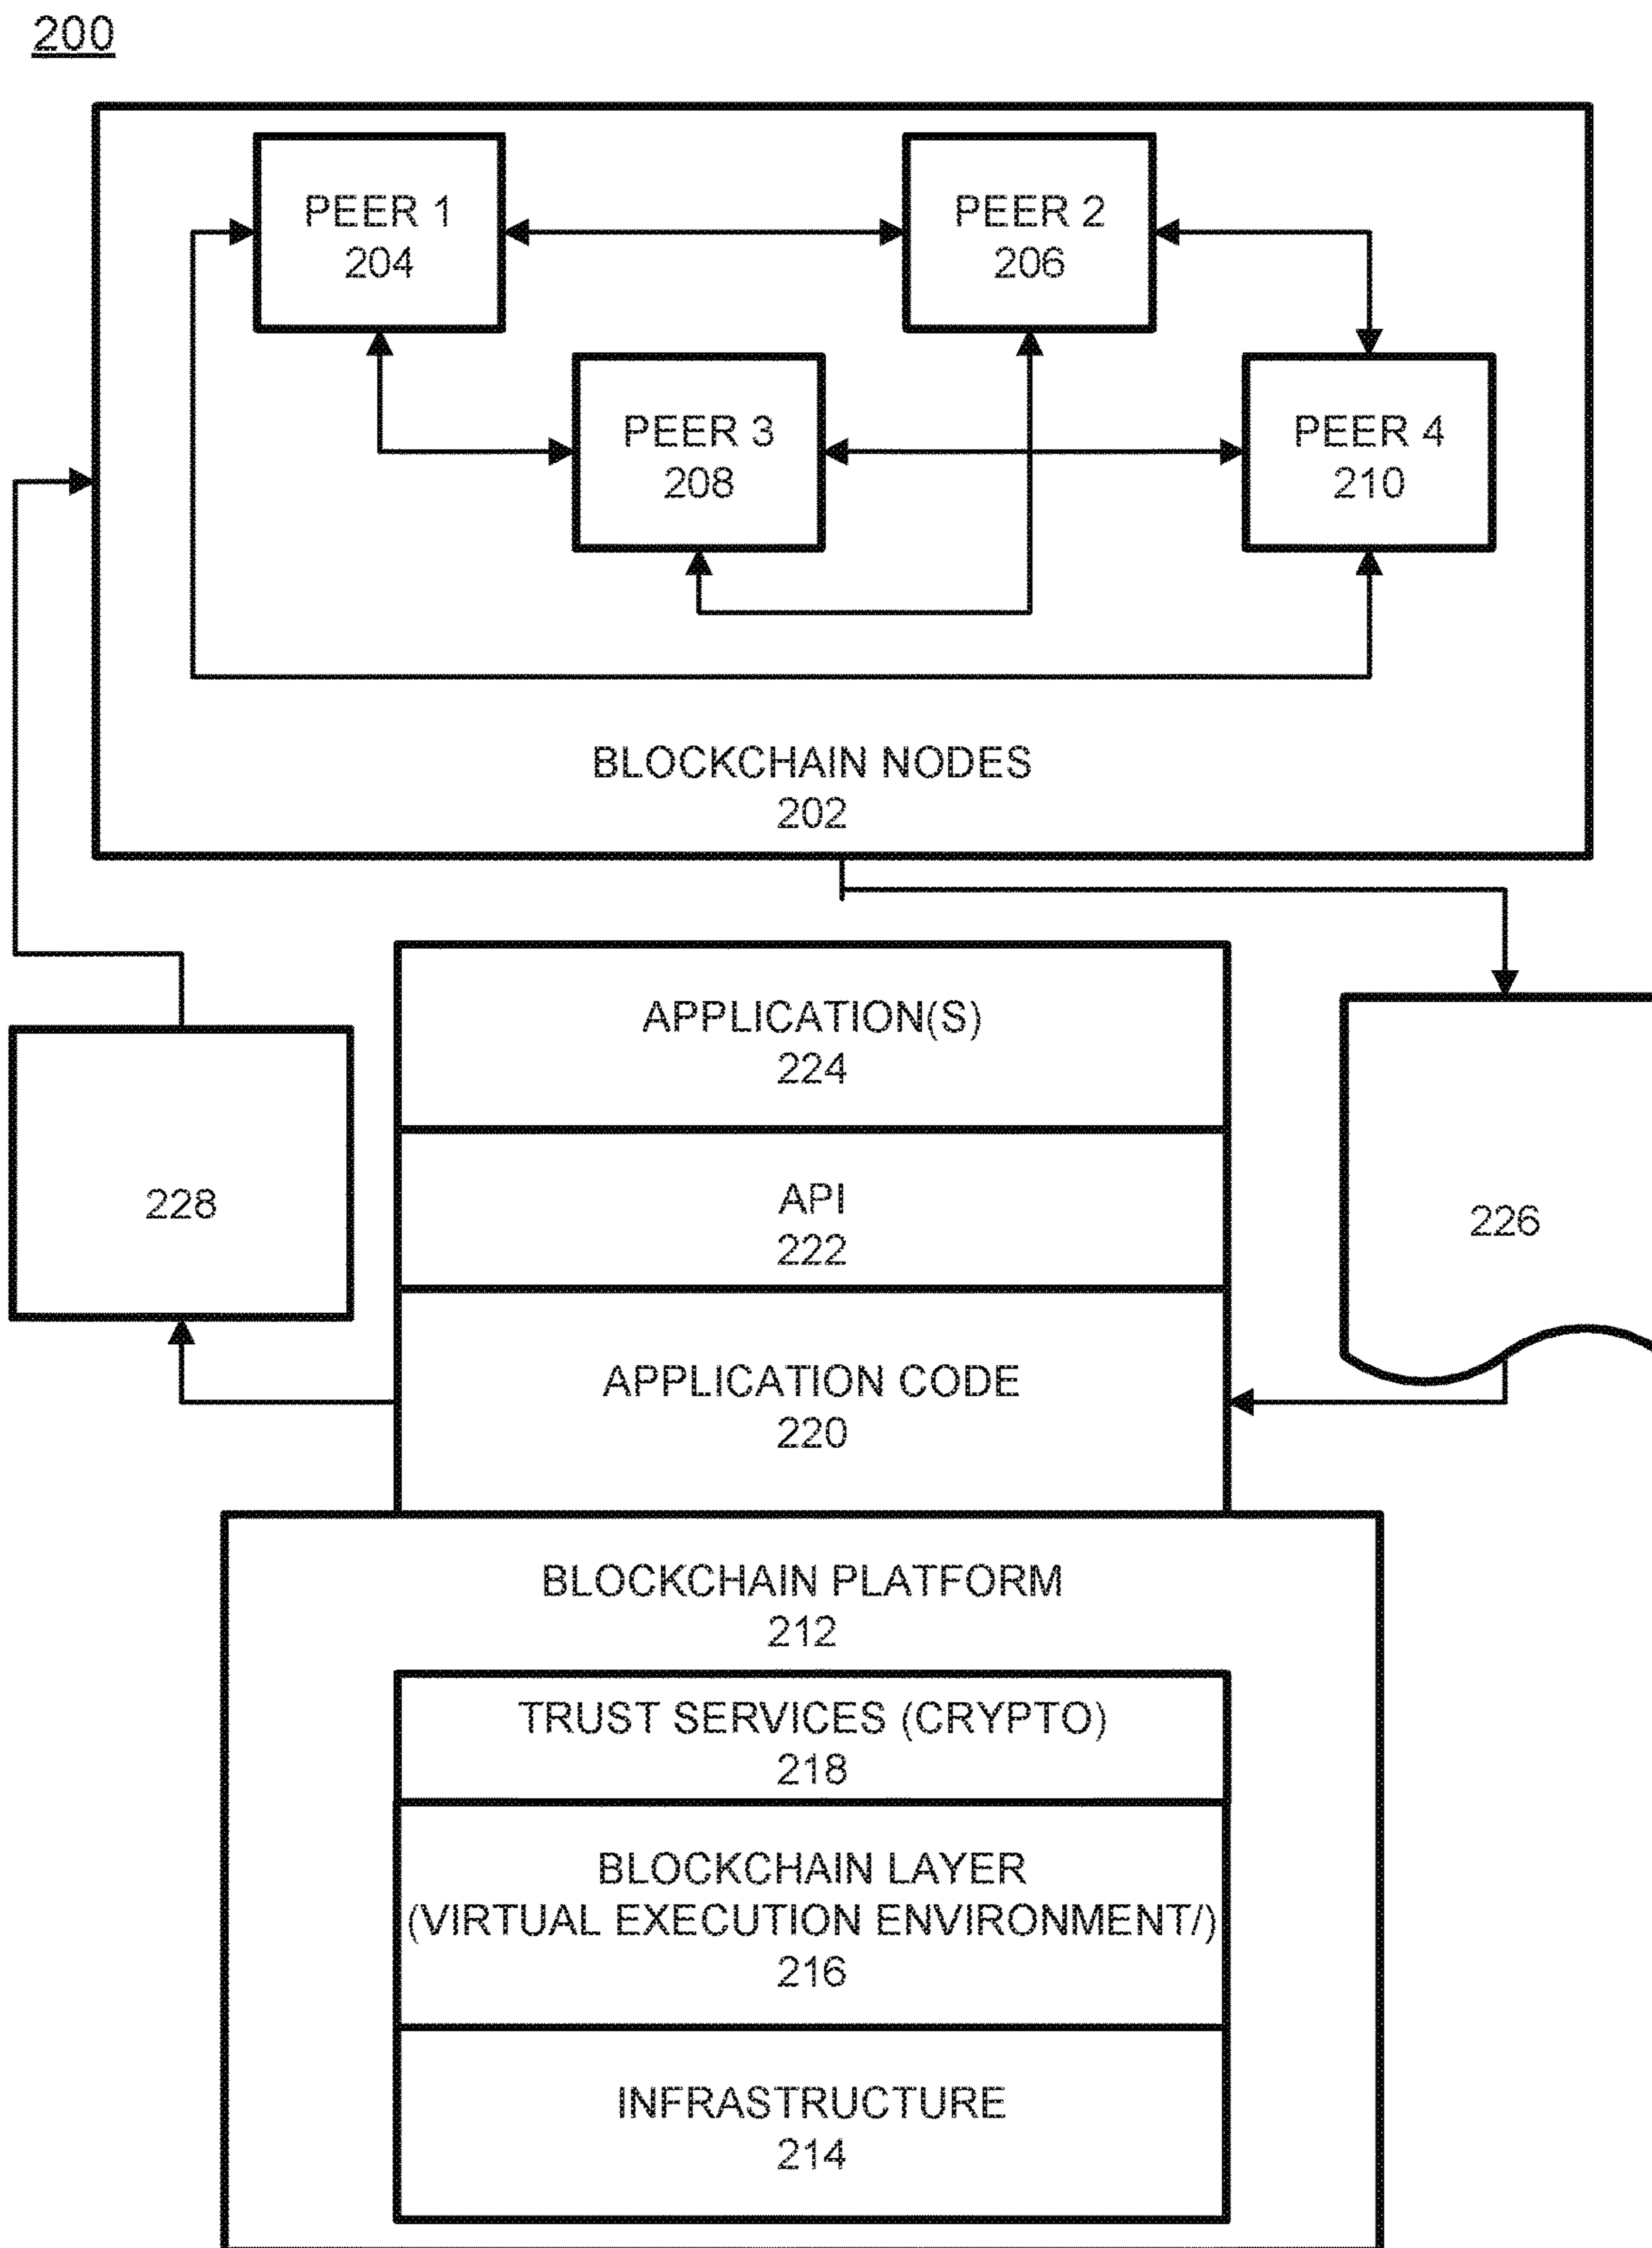 200
PEER 1
204
PEER 2
206
PEER 3
208
PEER 4
210
BLOCKCHAIN NODES
202
APPLICATION(S)
224
API
222
228
226
APPLICATION CODE
220
BLOCKCHAIN PLATFORM
212
TRUST SERVICES (CRYPTO)
218
BLOCKCHAIN LAYER
(VIRTUAL EXECUTION ENVIRONMENT/)
216
INFRASTRUCTURE
214